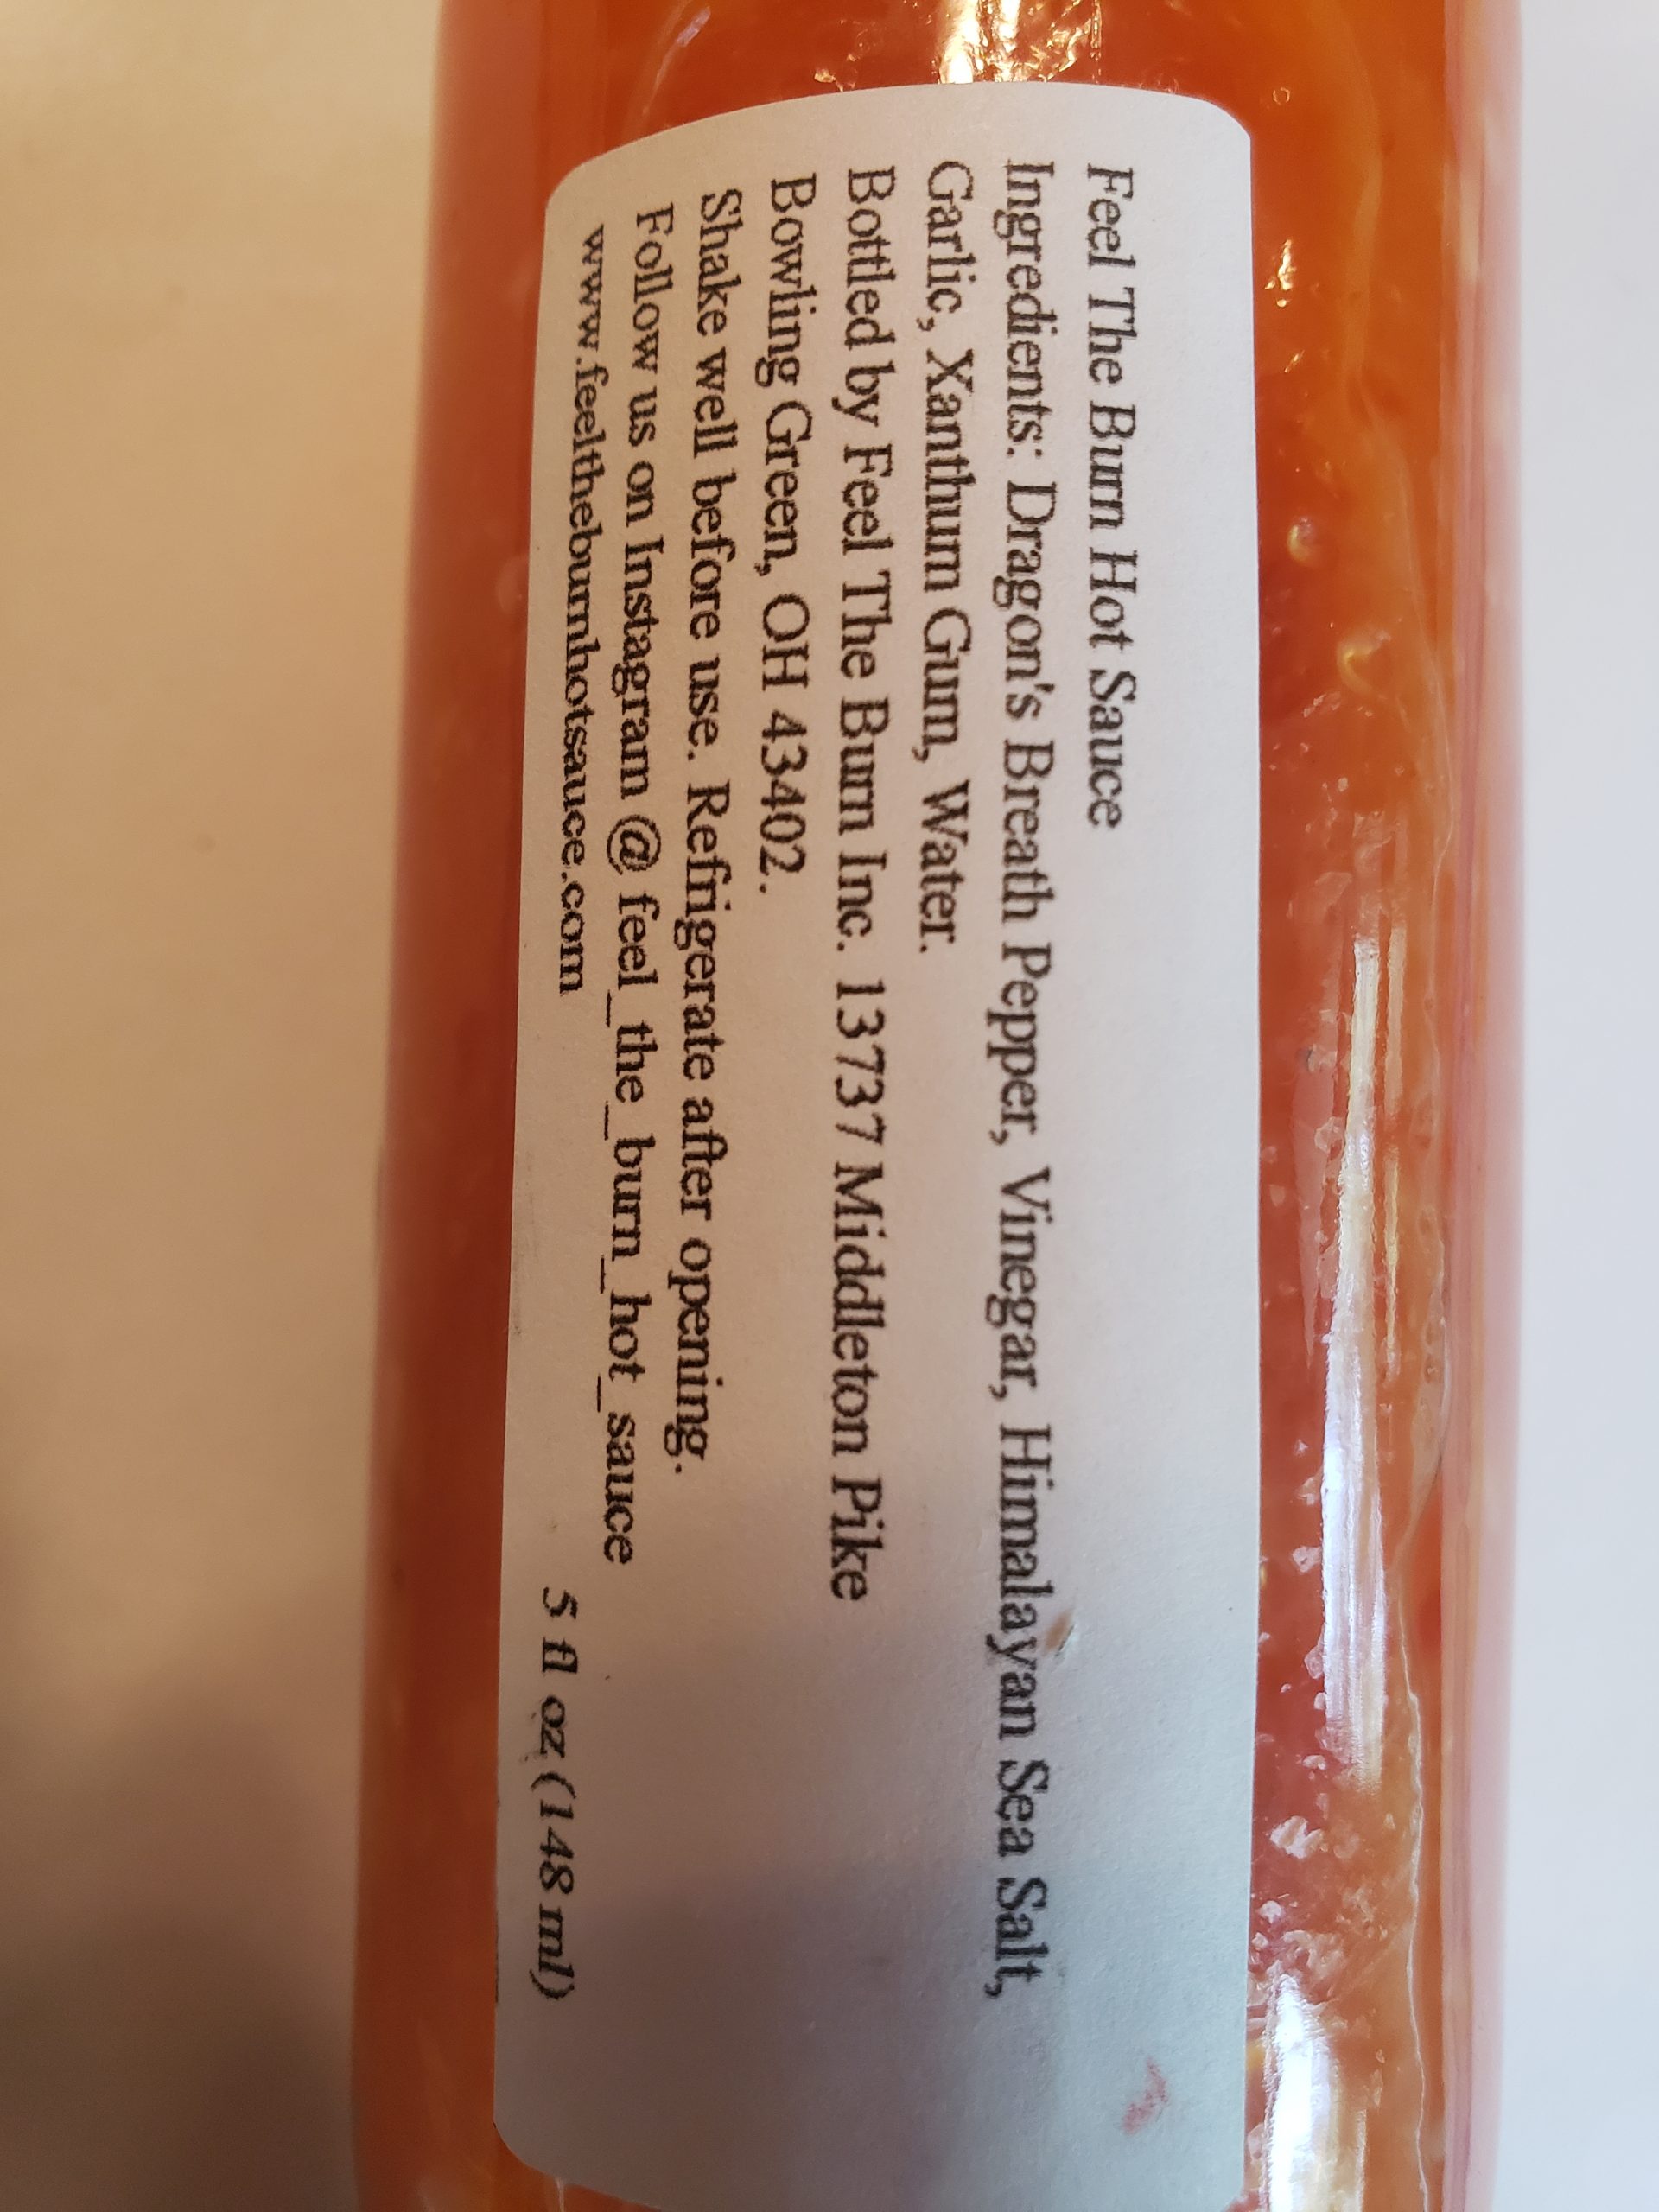 Feel The Burn Hot Sauce
Ingredients: Dragon's Breath Pepper, Vinegar, Himalayan Sea Salt,
Garlic, Xanthum Gum, Water.
Bottled by Feel The Burn Inc. 13737 Middleton Pike
Bowling Green, OH 43402.
Shake well before use. Refrigerate after opening.
Follow us on Instagram @ feel_the_burn_hot_sauce
www.feeltheburnhotsauce.com
5 fl oz (148 ml)